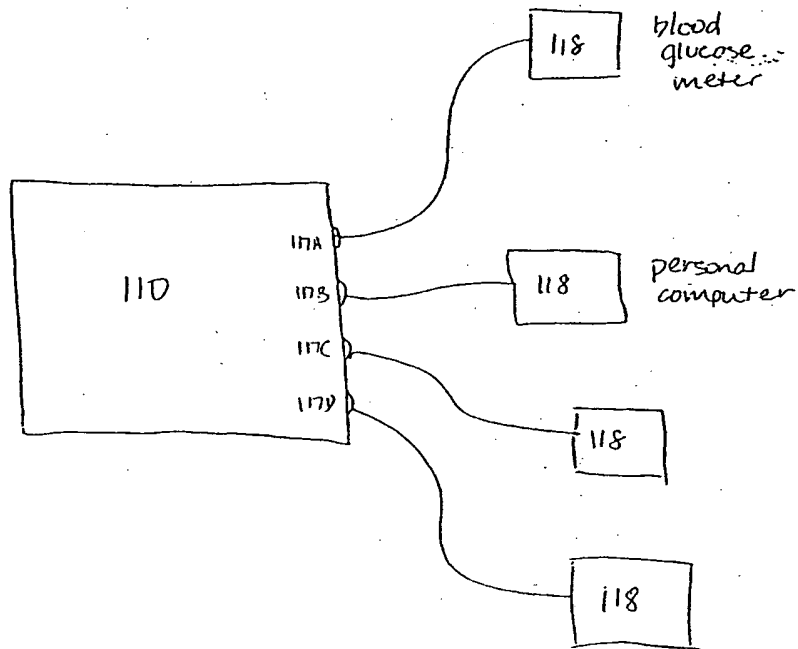 118
blood
glucose
meter
117A
110
117B
118
personal
computer
117C
117D
118
118